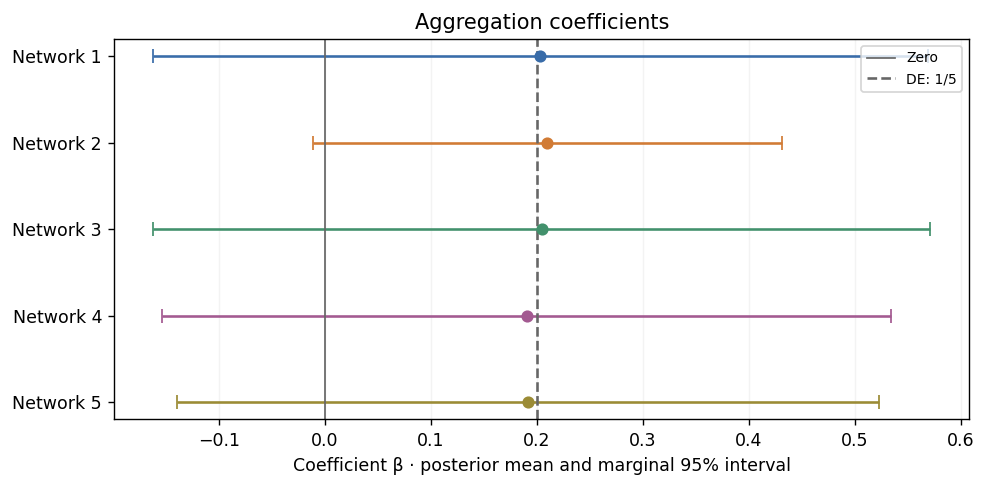 Aggregation coefficients
Network 1
Network 2
Network 3
Network 4
Network 5
Zero
DE: 1/5
−0.1 0.0 0.1 0.2 0.3 0.4 0.5 0.6
Coefficient β · posterior mean and marginal 95% interval